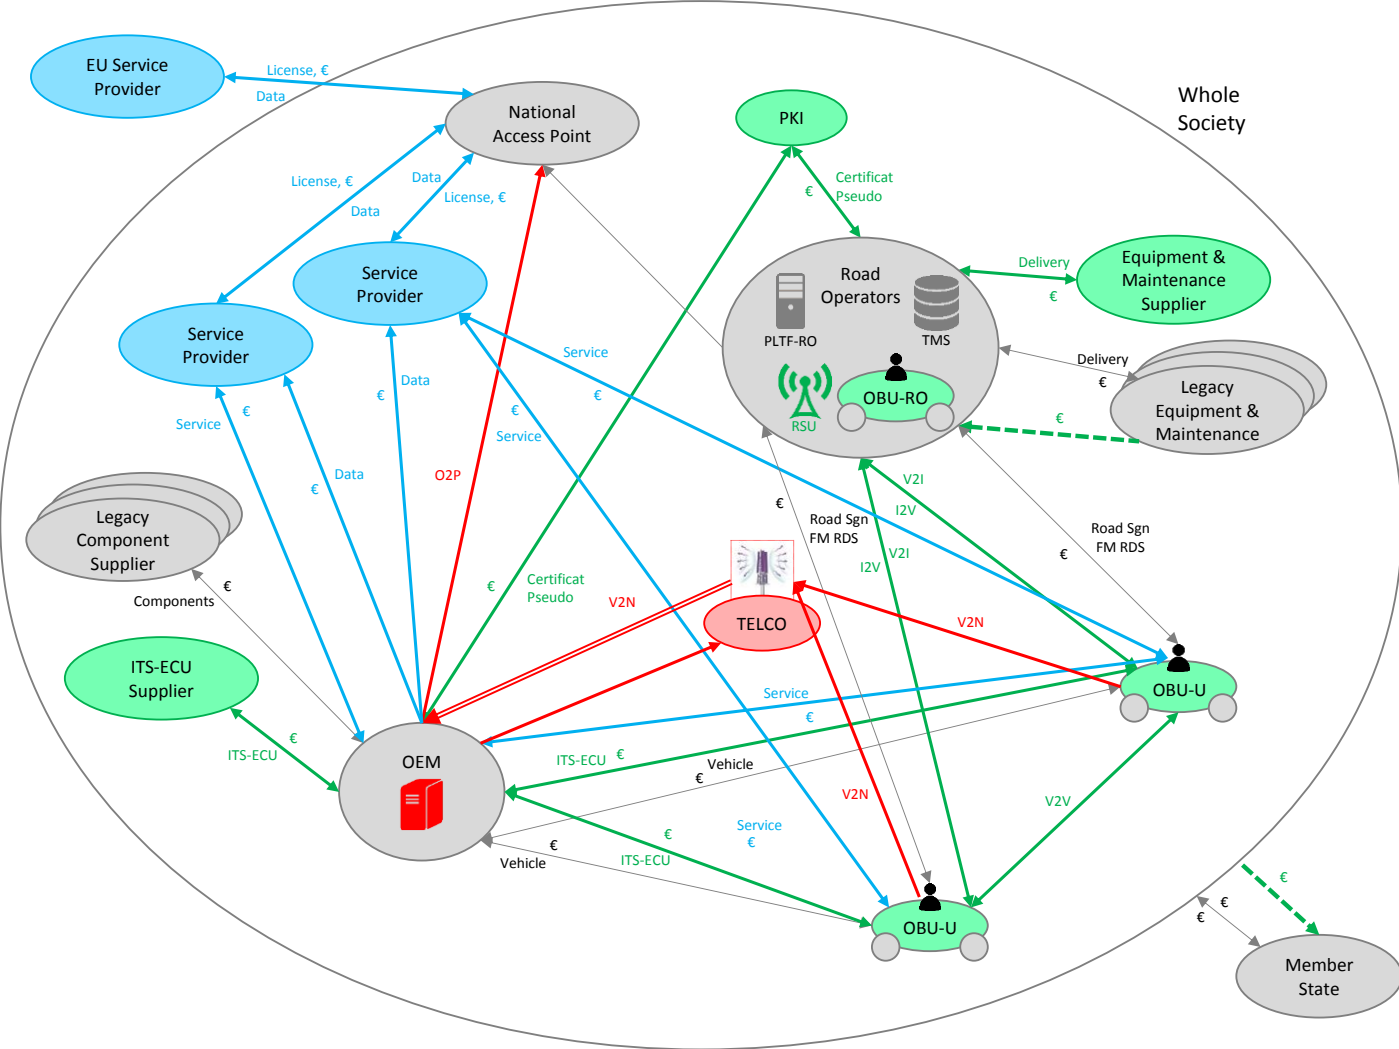 EU Service
Provider
License, €
Data
National
Access Point
PKI
Whole
Society
License, €
Data
Data
License, €
€
Certificat
Pseudo
Service
Provider
Service
Provider
Road
Operators
PLTF-RO
TMS
RSU
OBU-RO
Delivery
€
Equipment &
Maintenance
Supplier
Delivery
€
Legacy
Equipment &
Maintenance
€
Service
€
€
Data
€
Service
€
Service
O2P
Data
€
V2I
I2V
€
Road Sgn
FM RDS
V2I
I2V
Road Sgn
FM RDS
€
Legacy
Component
Supplier
€
Components
€
Certificat
Pseudo
V2N
TELCO
V2N
ITS-ECU
Supplier
€
ITS-ECU
OEM
Service
€
OBU-U
ITS-ECU
€
Vehicle
€
V2N
V2V
€
ITS-ECU
Service
€
€
Vehicle
OBU-U
€
€
€
Member
State